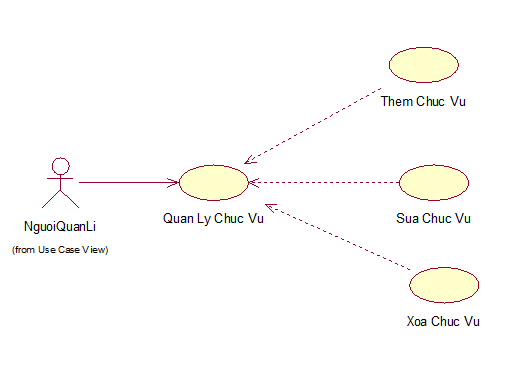 Them Chuc Vu
NguoiQuanLi
(from Use Case View)
Quan Ly Chuc Vu
Sua Chuc Vu
Xoa Chuc Vu